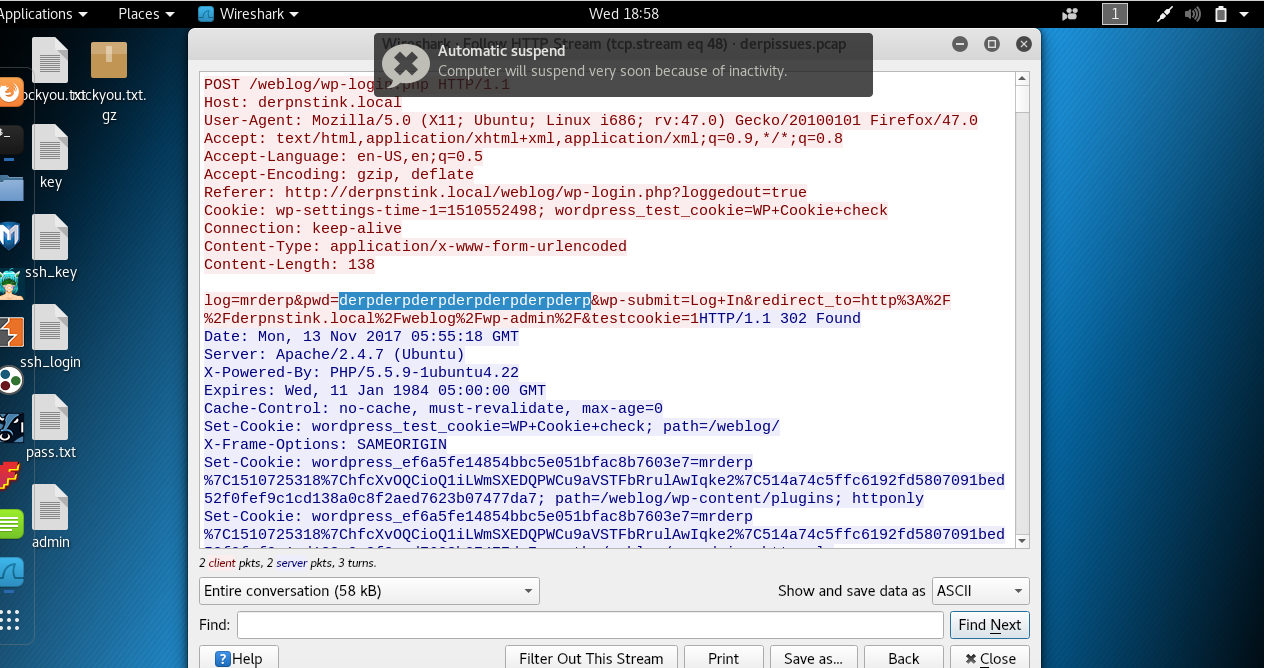 Applications Places Wireshark Wed 18:58 1
Wireshark · Follow HTTP Stream (tcp.stream eq 48) · derpissues.pcap
Automatic suspend
Computer will suspend very soon because of inactivity.
POST /weblog/wp-login.php HTTP/1.1
Host: derpnstink.local
User-Agent: Mozilla/5.0 (X11; Ubuntu; Linux i686; rv:47.0) Gecko/20100101 Firefox/47.0
Accept: text/html,application/xhtml+xml,application/xml;q=0.9,*/*;q=0.8
Accept-Language: en-US,en;q=0.5
Accept-Encoding: gzip, deflate
Referer: http://derpnstink.local/weblog/wp-login.php?loggedout=true
Cookie: wp-settings-time-1=1510552498; wordpress_test_cookie=WP+Cookie+check
Connection: keep-alive
Content-Type: application/x-www-form-urlencoded
Content-Length: 138
log=mrderp&pwd=derpderpderpderpderpderpderp&wp-submit=Log+In&redirect_to=http%3A%2F
%2Fderpnstink.local%2Fweblog%2Fwp-admin%2F&testcookie=1HTTP/1.1 302 Found
Date: Mon, 13 Nov 2017 05:55:18 GMT
Server: Apache/2.4.7 (Ubuntu)
X-Powered-By: PHP/5.5.9-1ubuntu4.22
Expires: Wed, 11 Jan 1984 05:00:00 GMT
Cache-Control: no-cache, must-revalidate, max-age=0
Set-Cookie: wordpress_test_cookie=WP+Cookie+check; path=/weblog/
X-Frame-Options: SAMEORIGIN
Set-Cookie: wordpress_ef6a5fe14854bbc5e051bfac8b7603e7=mrderp
%7C1510725318%7ChfcXvOQCioQ1iLWmSXEDQPWCu9aVSTFbRrulAwIqke2%7C514a74c5ffc6192fd5807091bed
52f0fef9c1cd138a0c8f2aed7623b07477da7; path=/weblog/wp-content/plugins; httponly
Set-Cookie: wordpress_ef6a5fe14854bbc5e051bfac8b7603e7=mrderp
%7C1510725318%7ChfcXvOQCioQ1iLWmSXEDQPWCu9aVSTFbRrulAwIqke2%7C514a74c5ffc6192fd5807091bed
2 client pkts, 2 server pkts, 3 turns.
Entire conversation (58 kB) Show and save data as ASCII
Find: Find Next
Help Filter Out This Stream Print Save as... Back Close
ockyou.txt
rockyou.txt.
gz
key
ssh_key
ssh_login
pass.txt
admin